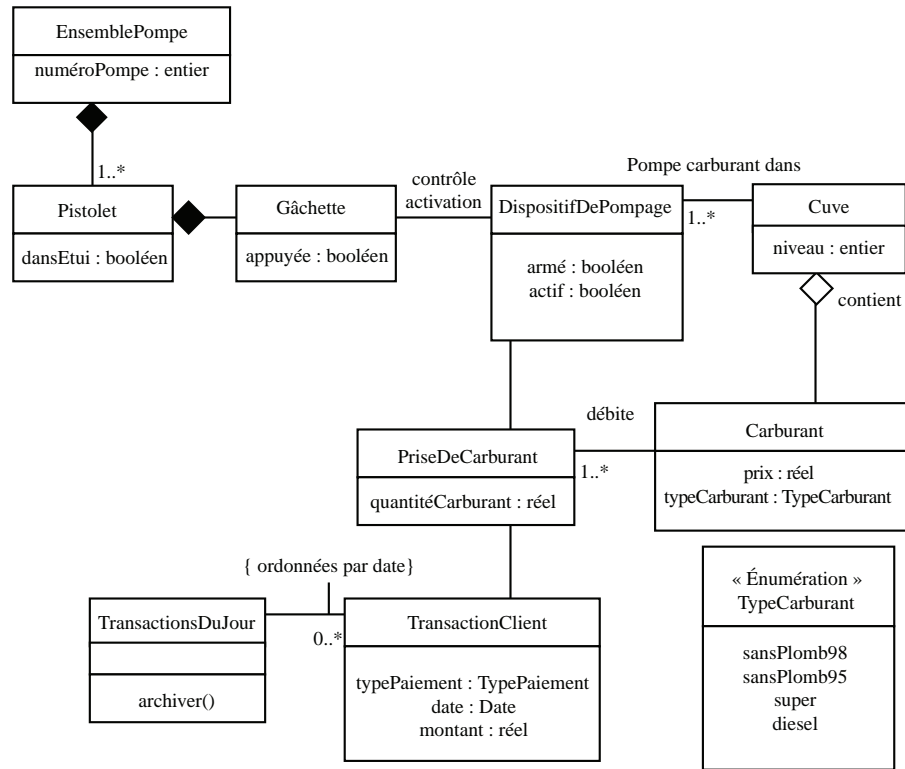 EnsemblePompe
numéroPompe : entier
1..*
Pistolet
dansEtui : booléen
Gâchette
appuyée : booléen
contrôle
activation
DispositifDePompage
armé : booléen
actif : booléen
Pompe carburant dans
1..*
Cuve
niveau : entier
contient
débite
1..*
Carburant
prix : réel
typeCarburant : TypeCarburant
PriseDeCarburant
quantitéCarburant : réel
{ ordonnées par date}
0..*
TransactionsDuJour
archiver()
TransactionClient
typePaiement : TypePaiement
date : Date
montant : réel
« Énumération »
TypeCarburant
sansPlomb98
sansPlomb95
super
diesel